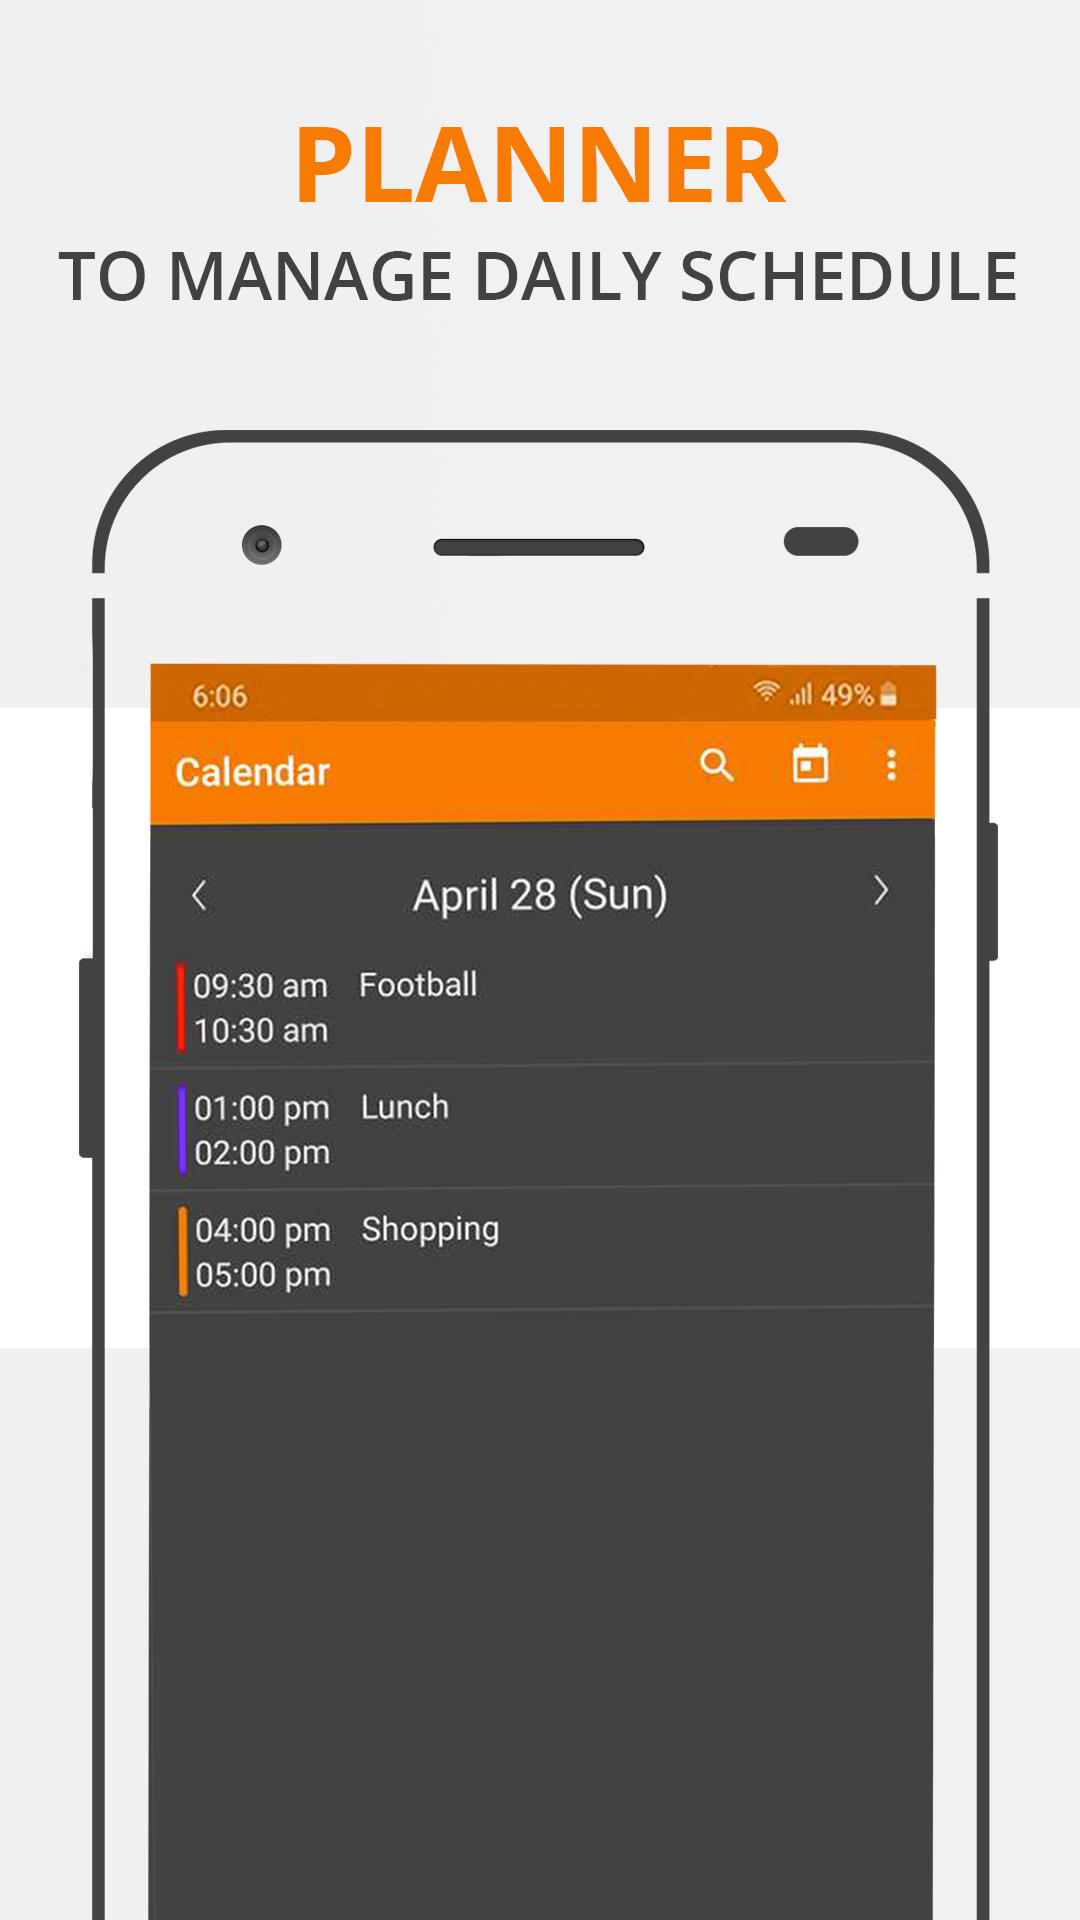 PLANNER
TO MANAGE DAILY SCHEDULE
6:06 49%
Calendar
April 28 (Sun)
09:30 am Football
10:30 am
01:00 pm Lunch
02:00 pm
04:00 pm Shopping
05:00 pm